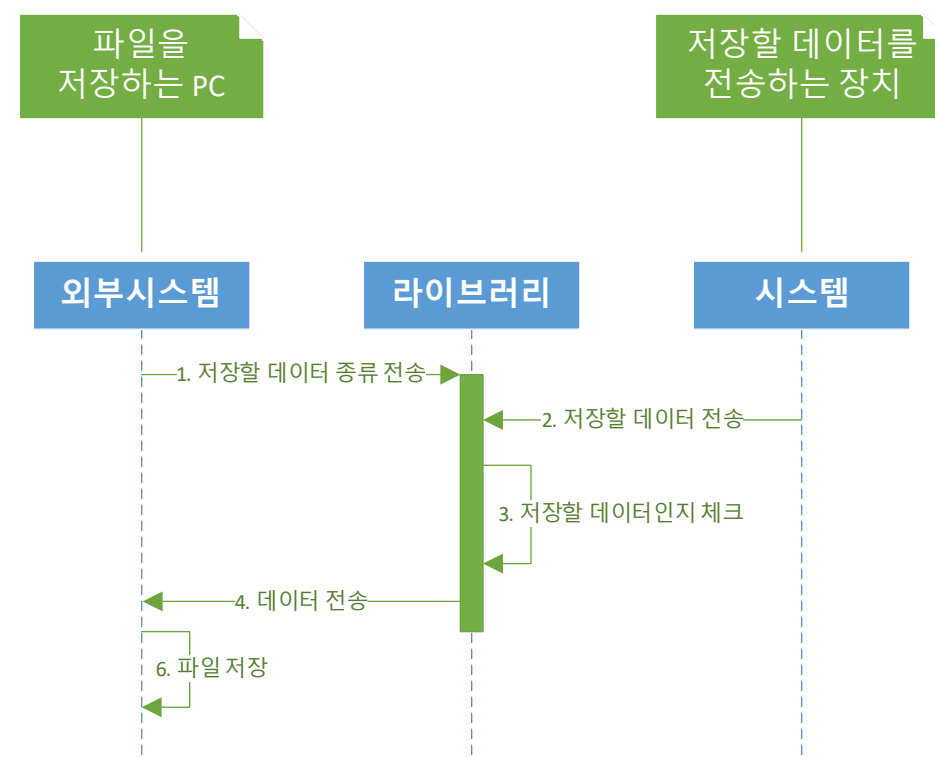 파일을
저장하는 PC
저장할 데이터를
전송하는 장치
외부시스템
라이브러리
시스템
1. 저장할 데이터 종류 전송
2. 저장할 데이터 전송
3. 저장할 데이터인지 체크
4. 데이터 전송
6. 파일 저장